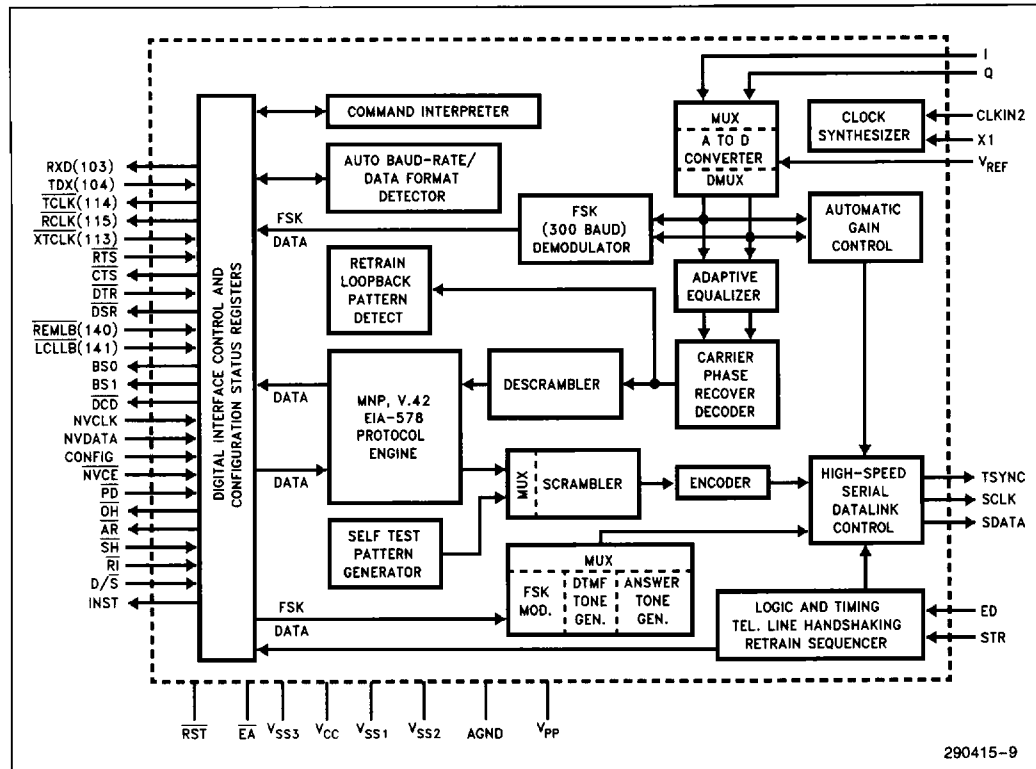 I
Q
CLKIN2
X1
VREF
COMMAND INTERPRETER
MUX
A TO D
CONVERTER
DMUX
CLOCK
SYNTHESIZER
AUTO BAUD-RATE/
DATA FORMAT
DETECTOR
FSK
DATA
FSK
(300 BAUD)
DEMODULATOR
AUTOMATIC
GAIN
CONTROL
RETRAIN
LOOPBACK
PATTERN
DETECT
ADAPTIVE
EQUALIZER
CARRIER
PHASE
RECOVER
DECODER
DESCRAMBLER
DATA
MNP, V.42
EIA-578
PROTOCOL
ENGINE
DATA
MUX
SCRAMBLER
ENCODER
HIGH-SPEED
SERIAL
DATALINK
CONTROL
TSYNC
SCLK
SDATA
SELF TEST
PATTERN
GENERATOR
MUX
FSK
MOD.
DTMF
TONE
GEN.
ANSWER
TONE
GEN.
FSK
DATA
LOGIC AND TIMING
TEL. LINE HANDSHAKING
RETRAIN SEQUENCER
ED
STR
DIGITAL INTERFACE CONTROL AND
CONFIGURATION STATUS REGISTERS
RXD(103)
TDX(104)
TCLK(114)
RCLK(115)
XTCLK(113)
RTS
CTS
DTR
DSR
REMLB(140)
LCLLB(141)
BS0
BS1
DCD
NVCLK
NVDATA
CONFIG
NVCE
PD
OH
AR
SH
RI
D/S
INST
RST
EA
VSS3
VCC
VSS1
VSS2
AGND
VPP
290415-9